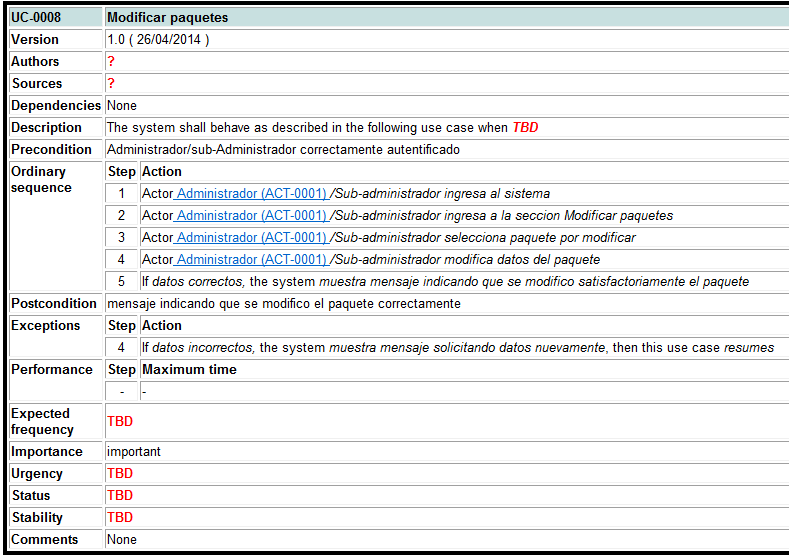 UC-0008 Modificar paquetes
Version 1.0 ( 26/04/2014 )
Authors ?
Sources ?
Dependencies None
Description The system shall behave as described in the following use case when TBD
Precondition Administrador/sub-Administrador correctamente autentificado
Ordinary sequence Step Action
1 Actor Administrador (ACT-0001) /Sub-administrador ingresa al sistema
2 Actor Administrador (ACT-0001) /Sub-administrador ingresa a la seccion Modificar paquetes
3 Actor Administrador (ACT-0001) /Sub-administrador selecciona paquete por modificar
4 Actor Administrador (ACT-0001) /Sub-administrador modifica datos del paquete
5 If datos correctos, the system muestra mensaje indicando que se modifico satisfactoriamente el paquete
Postcondition mensaje indicando que se modifico el paquete correctamente
Exceptions Step Action
4 If datos incorrectos, the system muestra mensaje solicitando datos nuevamente, then this use case resumes
Performance Step Maximum time
- -
Expected frequency TBD
Importance important
Urgency TBD
Status TBD
Stability TBD
Comments None